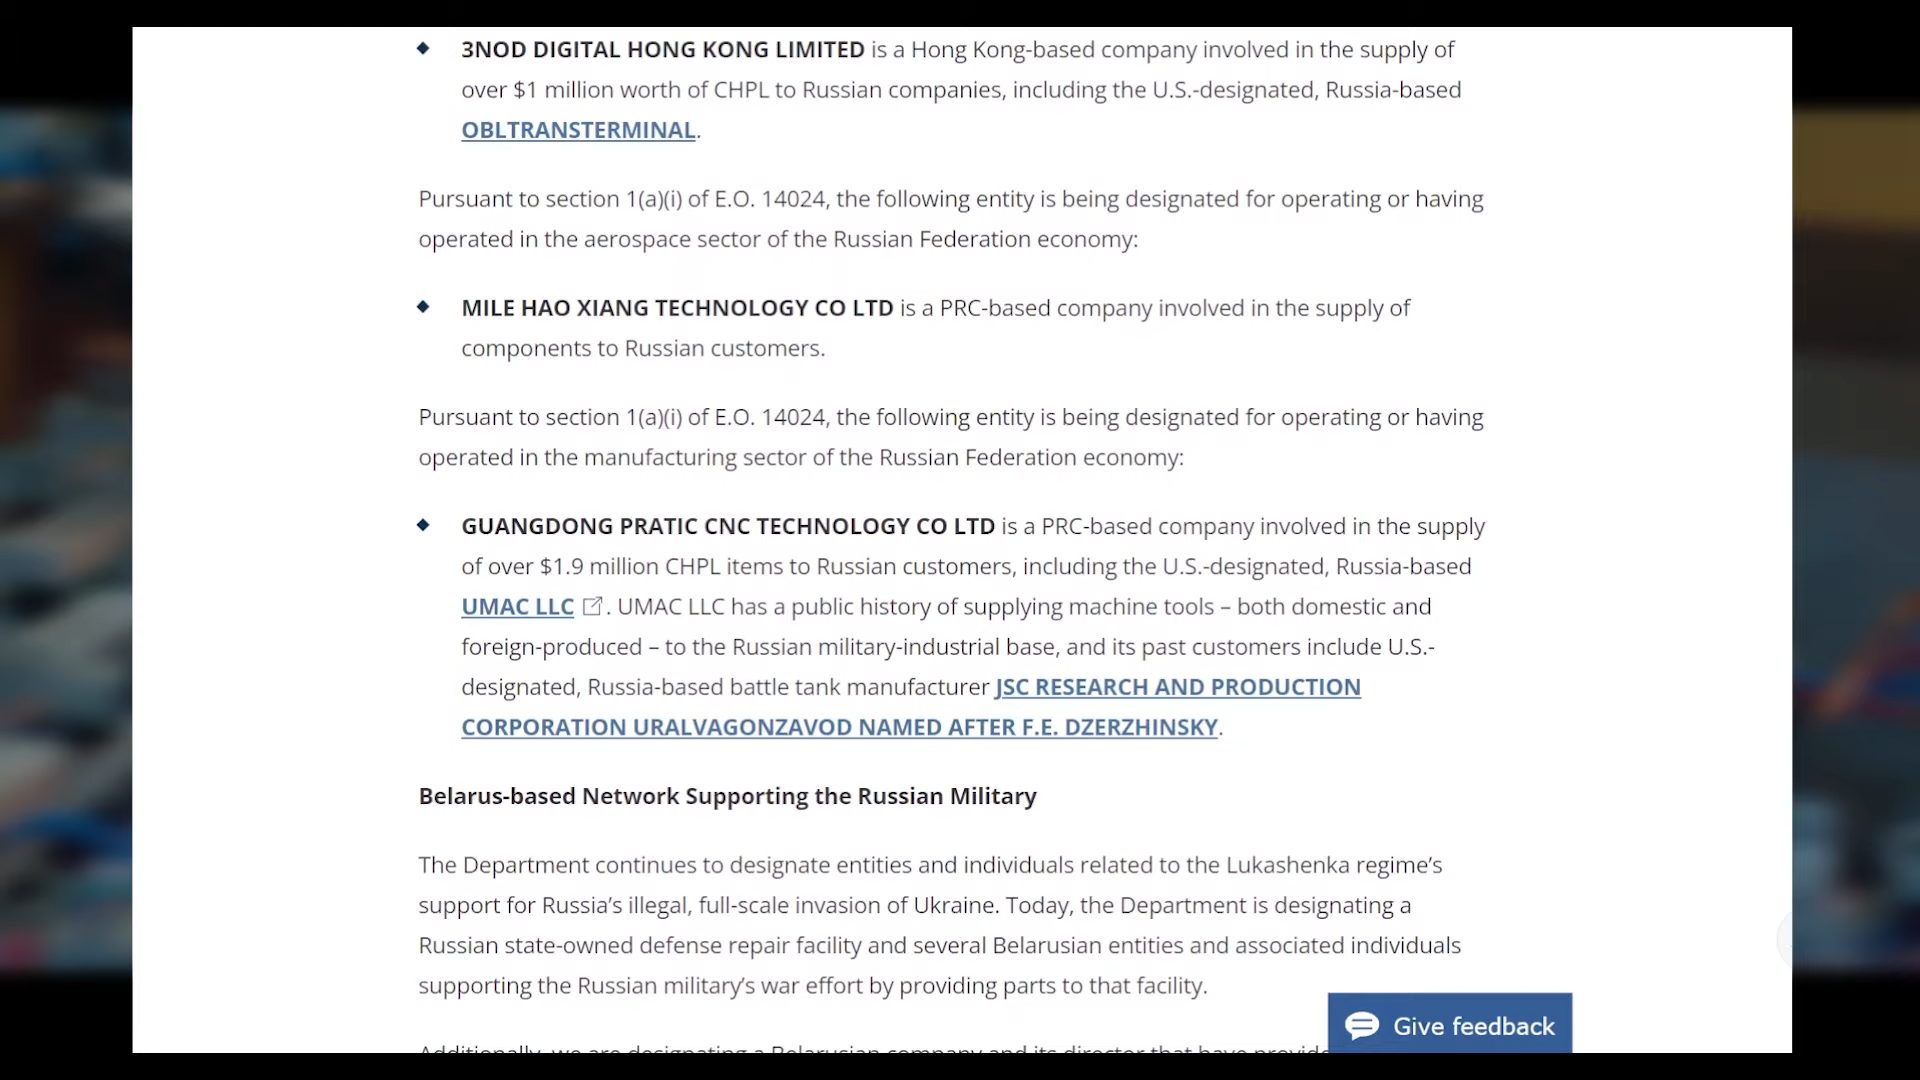 3NOD DIGITAL HONG KONG LIMITED is a Hong Kong-based company involved in the supply of
over $1 million worth of CHPL to Russian companies, including the U.S.-designated, Russia-based
OBLTRANSTERMINAL.
Pursuant to section 1(a)(i) of E.O. 14024, the following entity is being designated for operating or having
operated in the aerospace sector of the Russian Federation economy:
MILE HAO XIANG TECHNOLOGY CO LTD is a PRC-based company involved in the supply of
components to Russian customers.
Pursuant to section 1(a)(i) of E.O. 14024, the following entity is being designated for operating or having
operated in the manufacturing sector of the Russian Federation economy:
GUANGDONG PRATIC CNC TECHNOLOGY CO LTD is a PRC-based company involved in the supply
of over $1.9 million CHPL items to Russian customers, including the U.S.-designated, Russia-based
UMAC LLC. UMAC LLC has a public history of supplying machine tools – both domestic and
foreign-produced – to the Russian military-industrial base, and its past customers include U.S.-
designated, Russia-based battle tank manufacturer JSC RESEARCH AND PRODUCTION
CORPORATION URALVAGONZAVOD NAMED AFTER F.E. DZERZHINSKY.
Belarus-based Network Supporting the Russian Military
The Department continues to designate entities and individuals related to the Lukashenka regime’s
support for Russia’s illegal, full-scale invasion of Ukraine. Today, the Department is designating a
Russian state-owned defense repair facility and several Belarusian entities and associated individuals
supporting the Russian military’s war effort by providing parts to that facility.
Additionally, we are designating a Belarusian company and its director that have
Give feedback